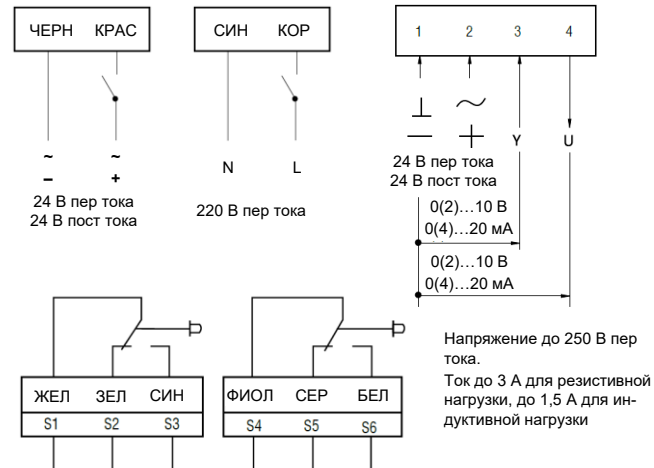 ЧЕРН КРАС
~ ~
– +
24 В пер тока
24 В пост тока
СИН КОР
N L
220 В пер тока
1 2 3 4
⊥ ~
– + Y U
24 В пер тока
24 В пост тока
0(2)...10 В
0(4)...20 мА
0(2)...10 В
0(4)...20 мА
ЖЕЛ ЗЕЛ СИН
S1 S2 S3
ФИОЛ СЕР БЕЛ
S4 S5 S6
Напряжение до 250 В пер
тока.
Ток до 3 А для резистивной
нагрузки, до 1,5 А для ин-
дуктивной нагрузки